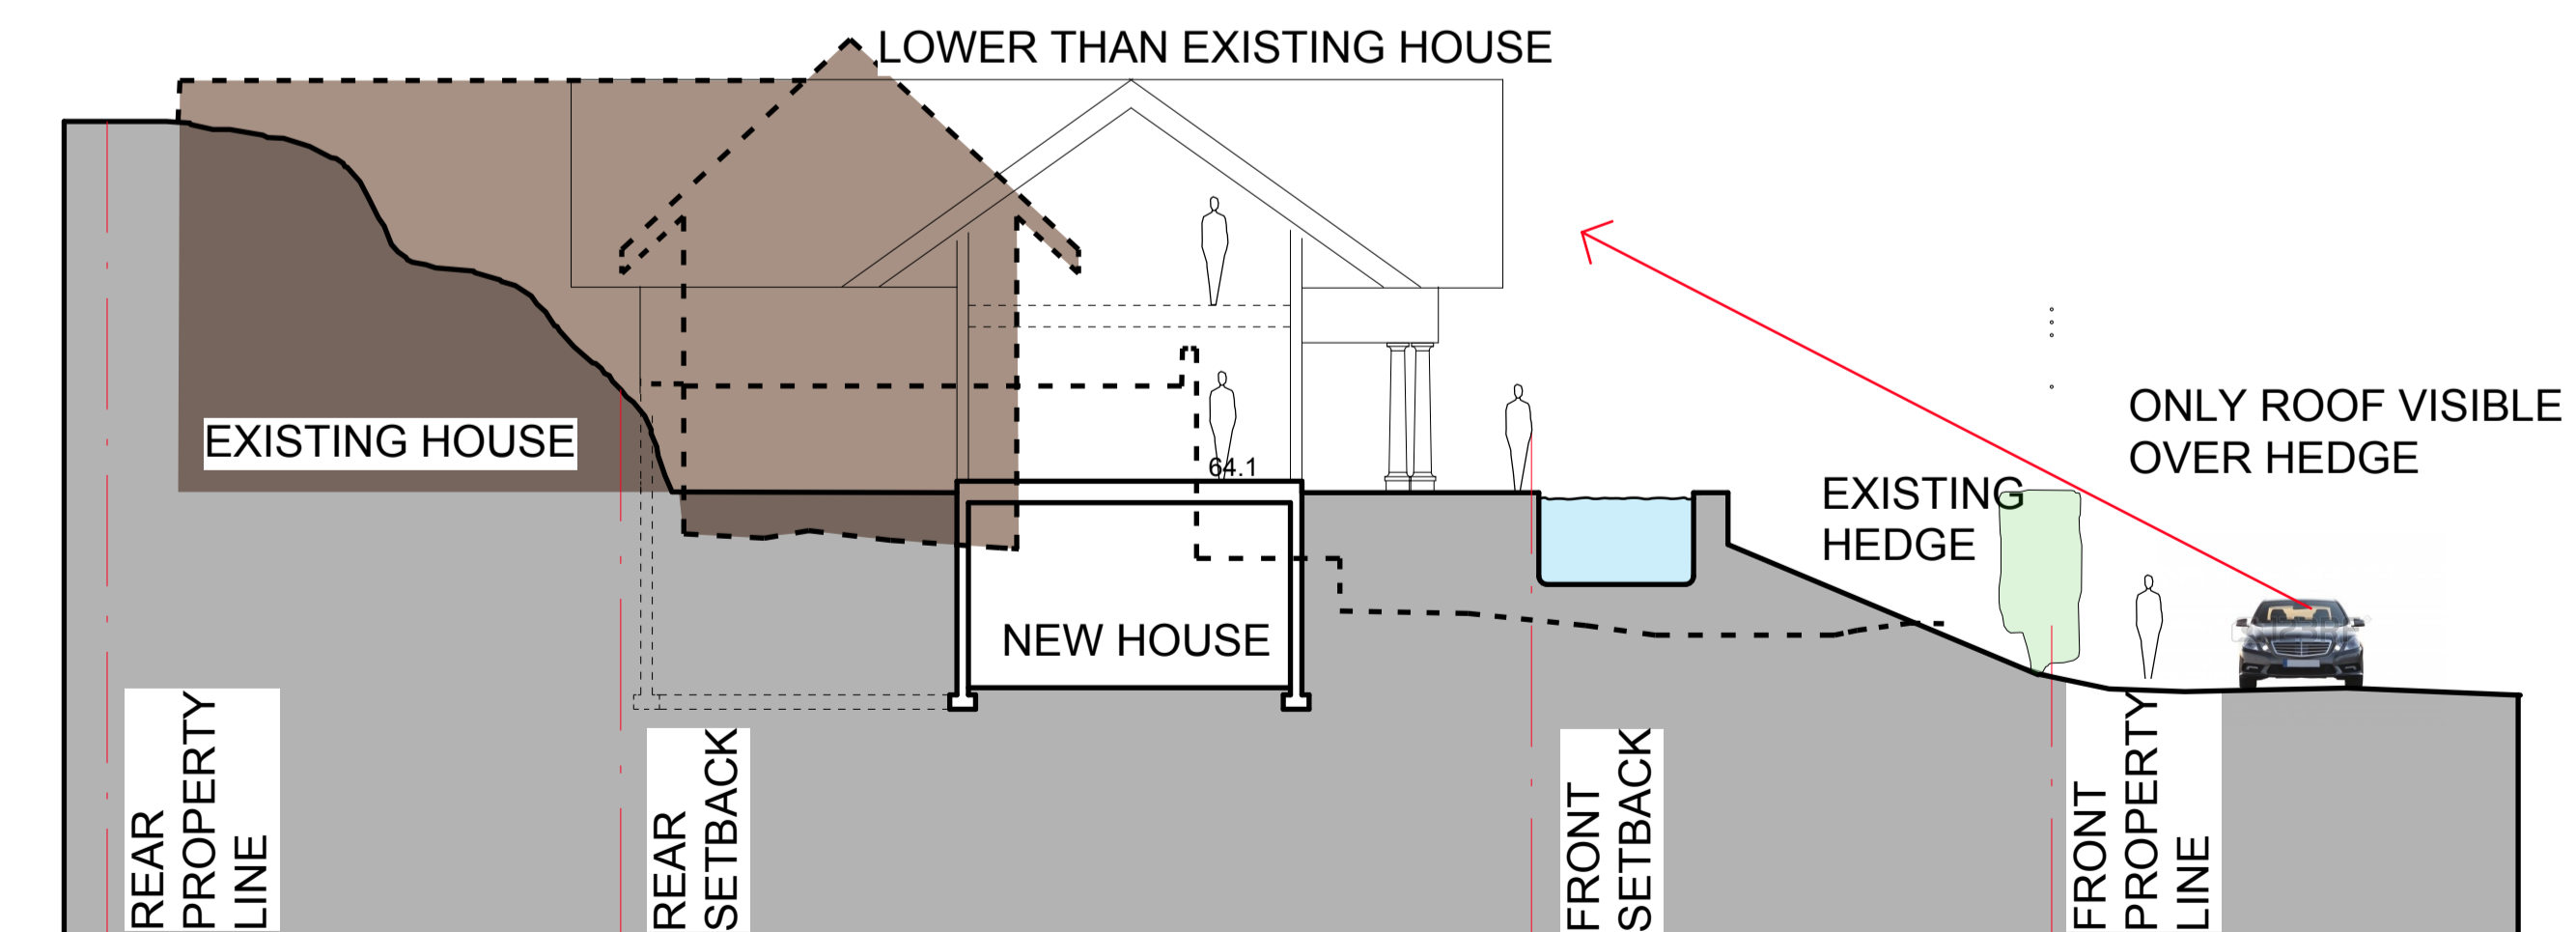 LOWER THAN EXISTING HOUSE
ONLY ROOF VISIBLE
OVER HEDGE
EXISTING HOUSE
64.1
EXISTING
HEDGE
NEW HOUSE
REAR
PROPERTY
LINE
REAR
SETBACK
FRONT
SETBACK
FRONT
PROPERTY
LINE